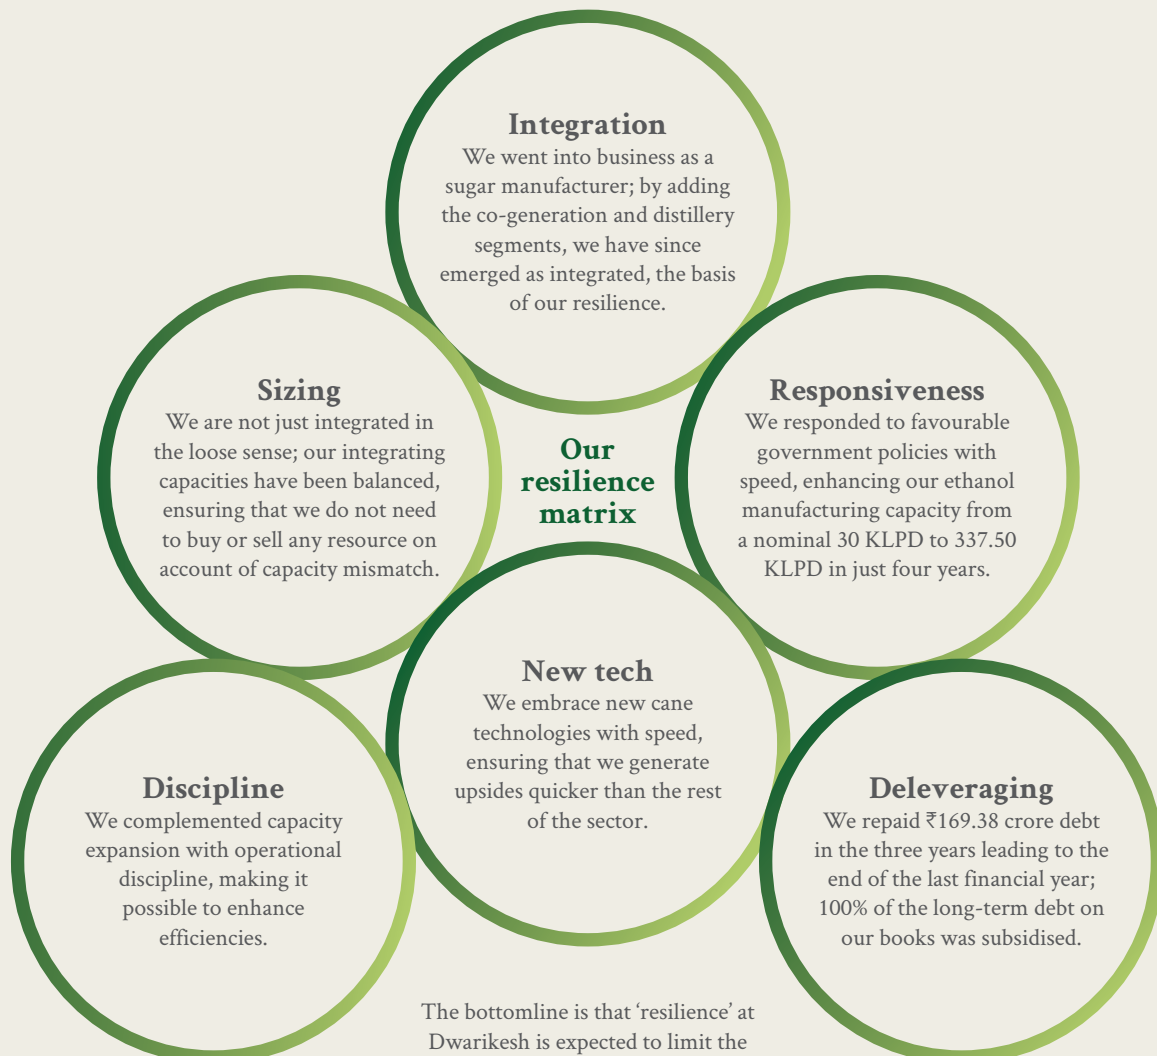 Integration
We went into business as a
sugar manufacturer; by adding
the co-generation and distillery
segments, we have since
emerged as integrated, the basis
of our resilience.
Sizing
We are not just integrated in
the loose sense; our integrating
capacities have been balanced,
ensuring that we do not need
to buy or sell any resource on
account of capacity mismatch.
Our
resilience
matrix
Responsiveness
We responded to favourable
government policies with
speed, enhancing our ethanol
manufacturing capacity from
a nominal 30 KLPD to 337.50
KLPD in just four years.
New tech
We embrace new cane
technologies with speed,
ensuring that we generate
upsides quicker than the rest
of the sector.
Discipline
We complemented capacity
expansion with operational
discipline, making it
possible to enhance
efficiencies.
Deleveraging
We repaid ₹169.38 crore debt
in the three years leading to the
end of the last financial year;
100% of the long-term debt on
our books was subsidised.
The bottomline is that ‘resilience’ at
Dwarikesh is expected to limit the